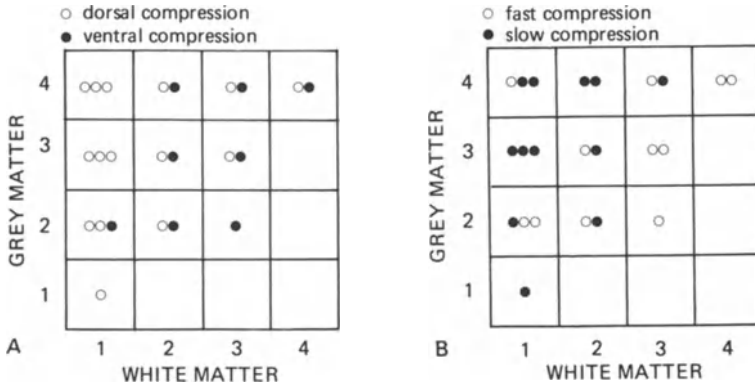 dorsal compression
ventral compression
GREY MATTER
4
3
2
1
A
1 2 3 4
WHITE MATTER
fast compression
slow compression
GREY MATTER
4
3
2
1
B
1 2 3 4
WHITE MATTER